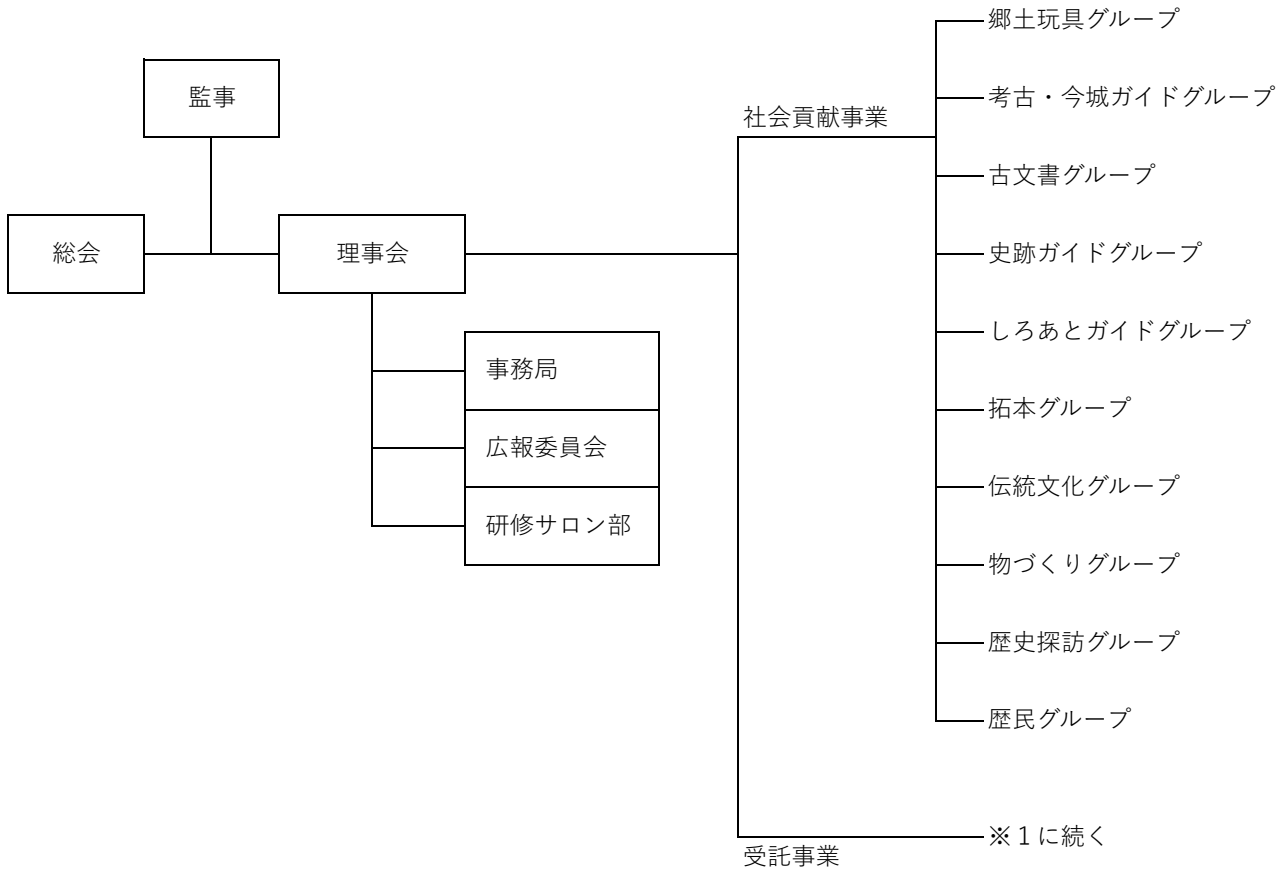 監事
総会
理事会
事務局
広報委員会
研修サロン部
社会貢献事業
郷土玩具グループ
考古・今城ガイドグループ
古文書グループ
史跡ガイドグループ
しろあとガイドグループ
拓本グループ
伝統文化グループ
物づくりグループ
歴史探訪グループ
歴民グループ
受託事業
※1に続く